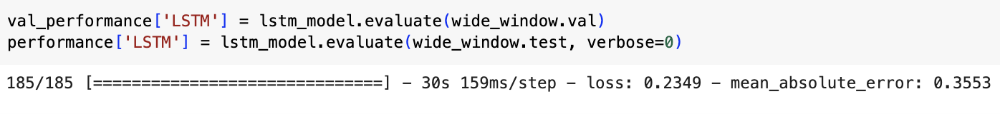 val_performance['LSTM'] = lstm_model.evaluate(wide_window.val)
performance['LSTM'] = lstm_model.evaluate(wide_window.test, verbose=0)
185/185 [==============================] - 30s 159ms/step - loss: 0.2349 - mean_absolute_error: 0.3553